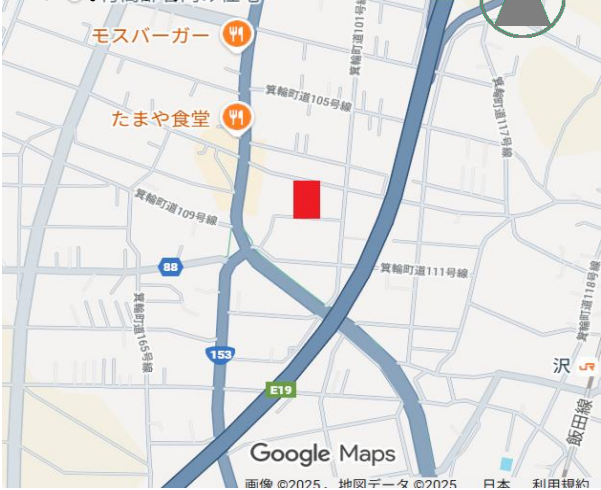 モスバーガー
箕輪町道101号線
箕輪町道105号線
箕輪町道117号線
たまや食堂
箕輪町道109号線
88
箕輪町道111号線
箕輪町道118号線
箕輪町道165号線
153
沢
JR
E19
飯田線
Google Maps
画像 ©2025、地図データ ©2025 日本 利用規約